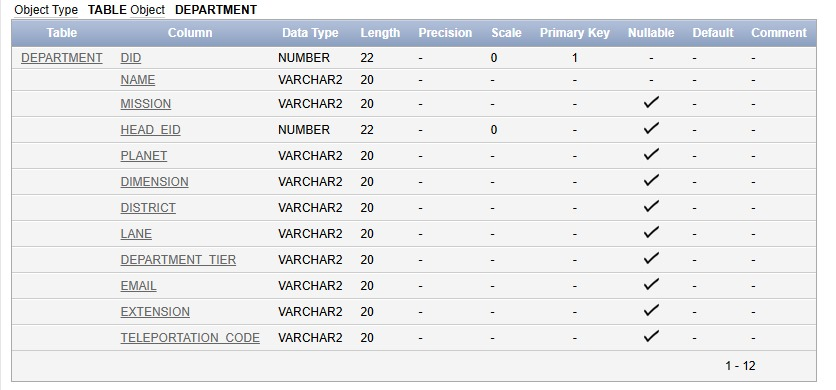 Object Type TABLE Object DEPARTMENT
Table Column Data Type Length Precision Scale Primary Key Nullable Default Comment
DEPARTMENT DID NUMBER 22 - 0 1 - - -
NAME VARCHAR2 20 - - - - - -
MISSION VARCHAR2 20 - - - ✓ - -
HEAD_EID NUMBER 22 - 0 - ✓ - -
PLANET VARCHAR2 20 - - - ✓ - -
DIMENSION VARCHAR2 20 - - - ✓ - -
DISTRICT VARCHAR2 20 - - - ✓ - -
LANE VARCHAR2 20 - - - ✓ - -
DEPARTMENT_TIER VARCHAR2 20 - - - ✓ - -
EMAIL VARCHAR2 20 - - - ✓ - -
EXTENSION VARCHAR2 20 - - - ✓ - -
TELEPORTATION_CODE VARCHAR2 20 - - - ✓ - -
1 - 12